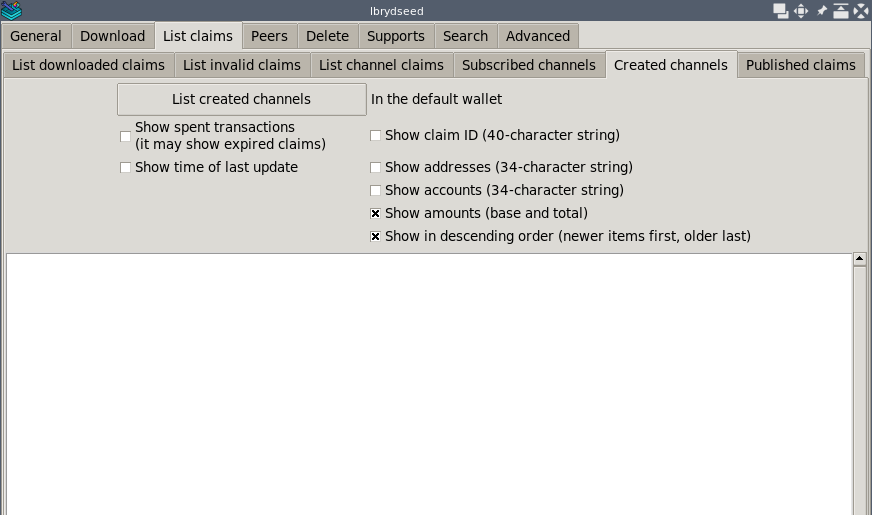 lbrydseed
General Download List claims Peers Delete Supports Search Advanced
List downloaded claims List invalid claims List channel claims Subscribed channels Created channels Published claims
List created channels In the default wallet
Show spent transactions
(it may show expired claims)
Show claim ID (40-character string)
Show time of last update Show addresses (34-character string)
Show accounts (34-character string)
Show amounts (base and total)
Show in descending order (newer items first, older last)